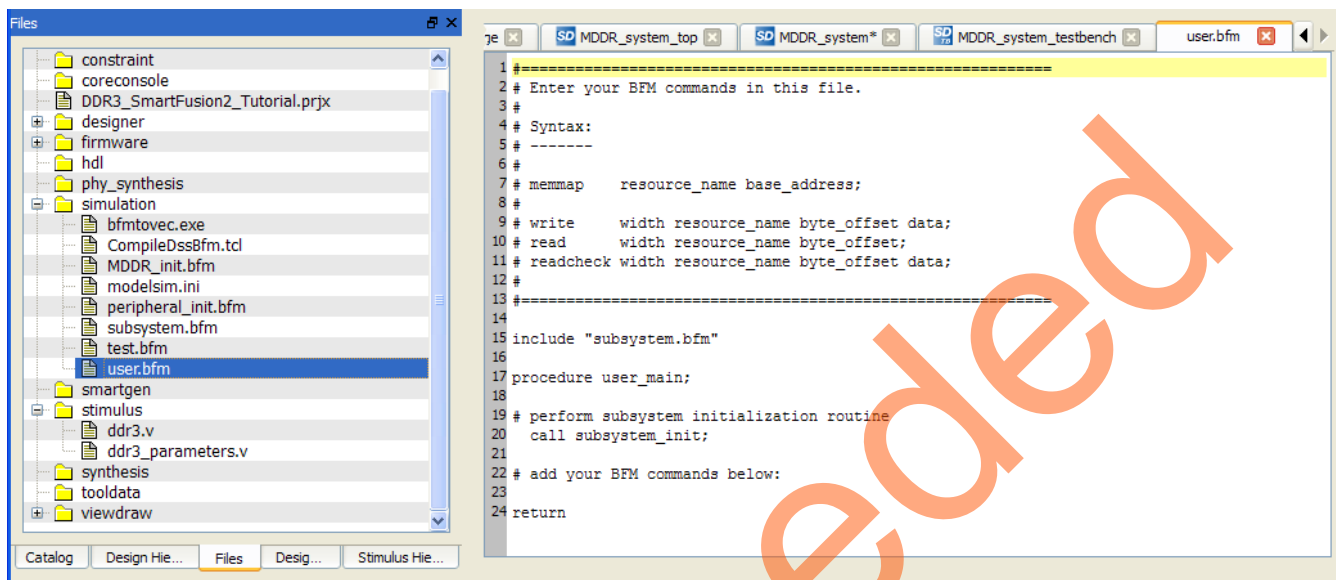 Files
constraint
coreconsole
DDR3_SmartFusion2_Tutorial.prjx
designer
firmware
hdl
phy_synthesis
simulation
bfmtovec.exe
CompileDssBfm.tcl
MDDR_init.bfm
modelsim.ini
peripheral_init.bfm
subsystem.bfm
test.bfm
user.bfm
smartgen
stimulus
ddr3.v
ddr3_parameters.v
synthesis
tooldata
viewdraw
Catalog Design Hie... Files Desig... Stimulus Hie...
ge SD MDDR_system_top SD MDDR_system* SD TB MDDR_system_testbench user.bfm
1 #===========================================================
2 # Enter your BFM commands in this file.
3 #
4 # Syntax:
5 # -------
6 #
7 # memmap    resource_name base_address;
8 #
9 # write     width resource_name byte_offset data;
10 # read      width resource_name byte_offset;
11 # readcheck width resource_name byte_offset data;
12 #
13 #===========================================================
14
15 include "subsystem.bfm"
16
17 procedure user_main;
18
19 # perform subsystem initialization routine
20   call subsystem_init;
21
22 # add your BFM commands below:
23
24 return
eded